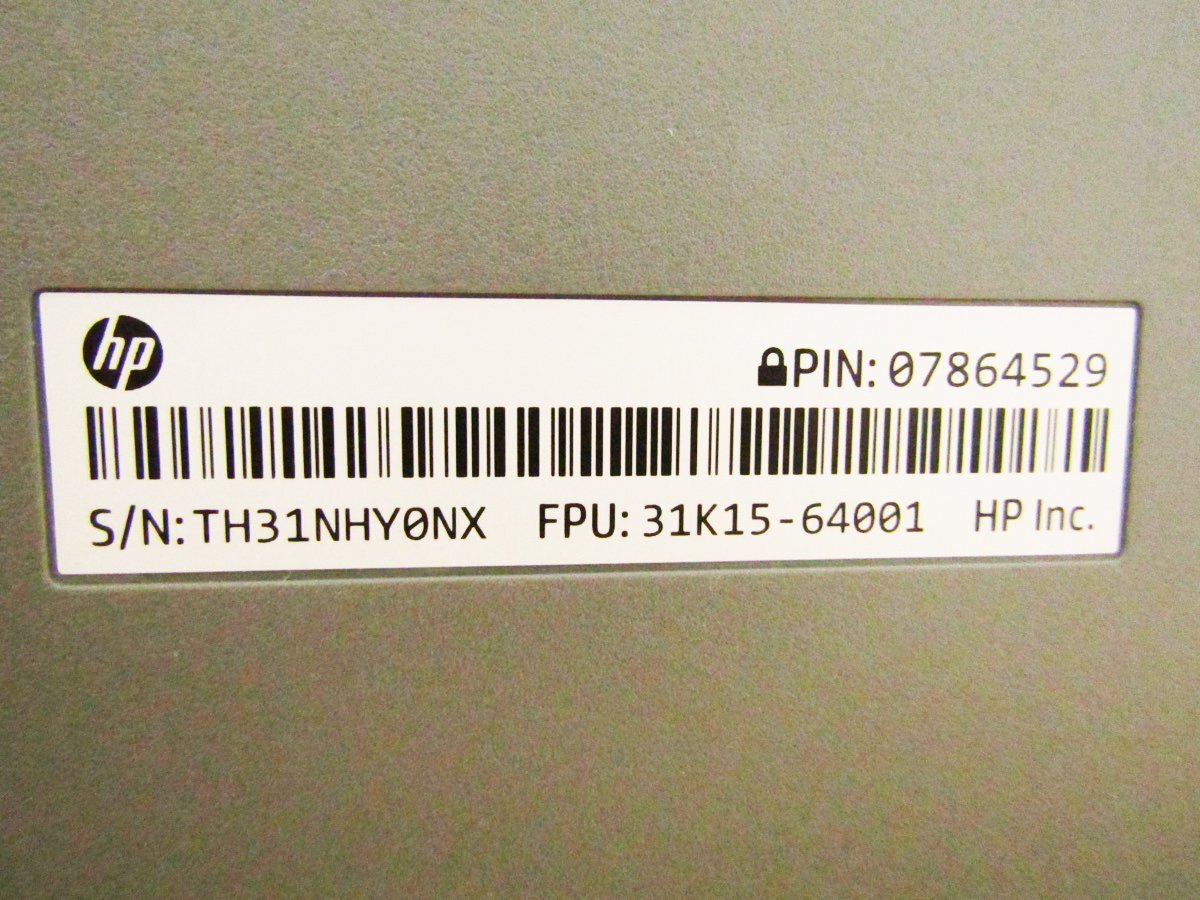 hp
PIN: 07864529
S/N: TH31NHY0NX FPU: 31K15-64001 HP Inc.